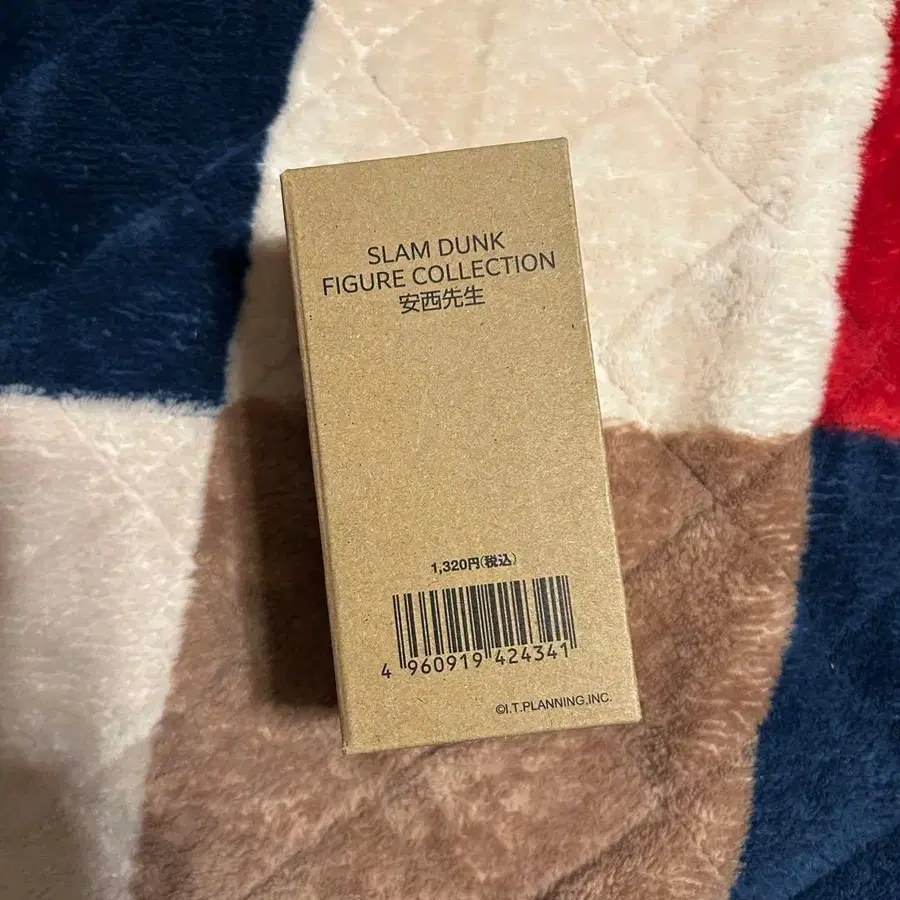 SLAM DUNK
FIGURE COLLECTION
安西先生
1,320円(税込)
4 960919 424341
©I.T.PLANNING,INC.